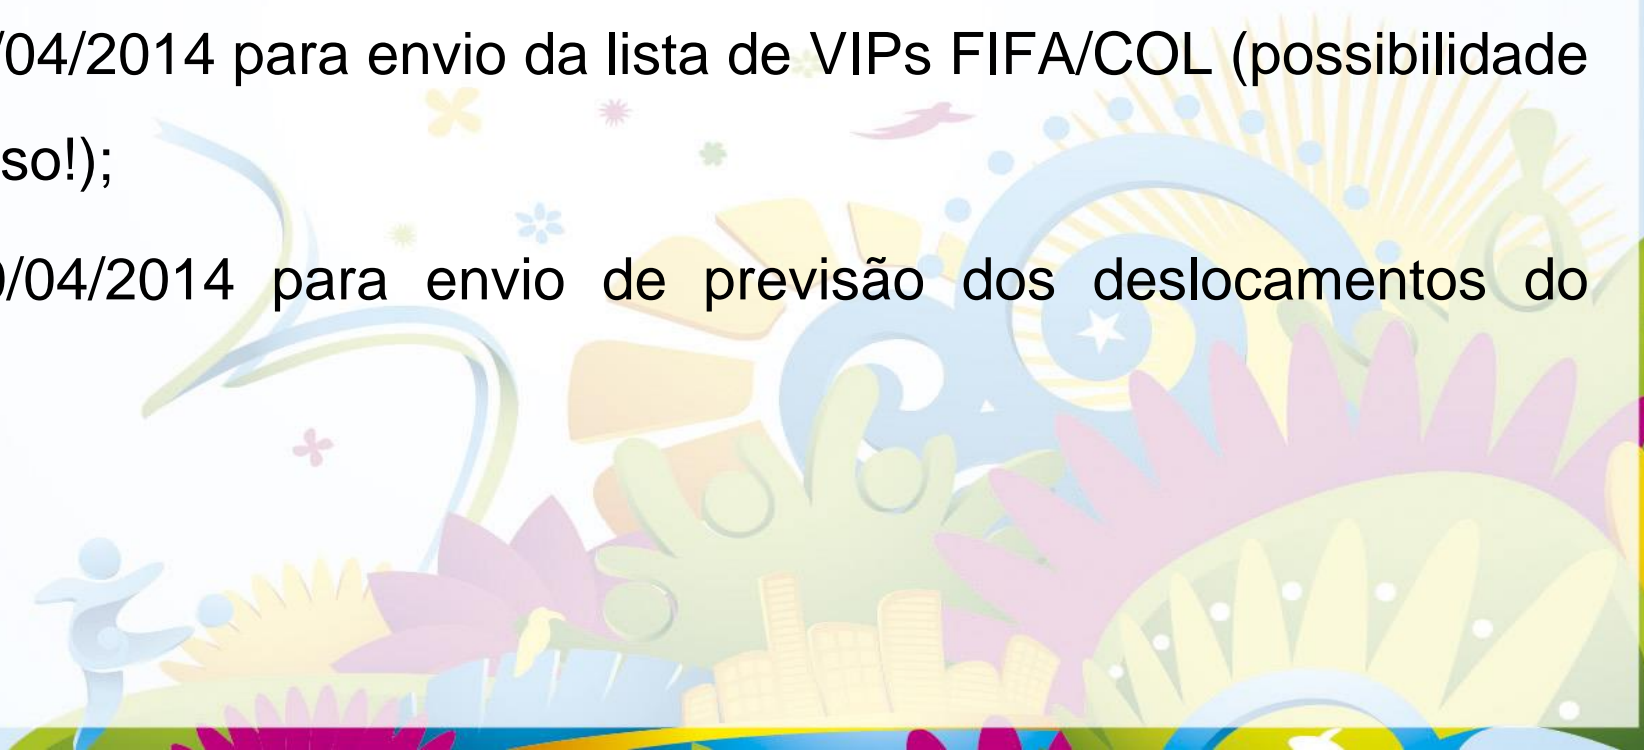 /04/2014 para envio da lista de VIPs FIFA/COL (possibilidade
so!);
0/04/2014 para envio de previsão dos deslocamentos do